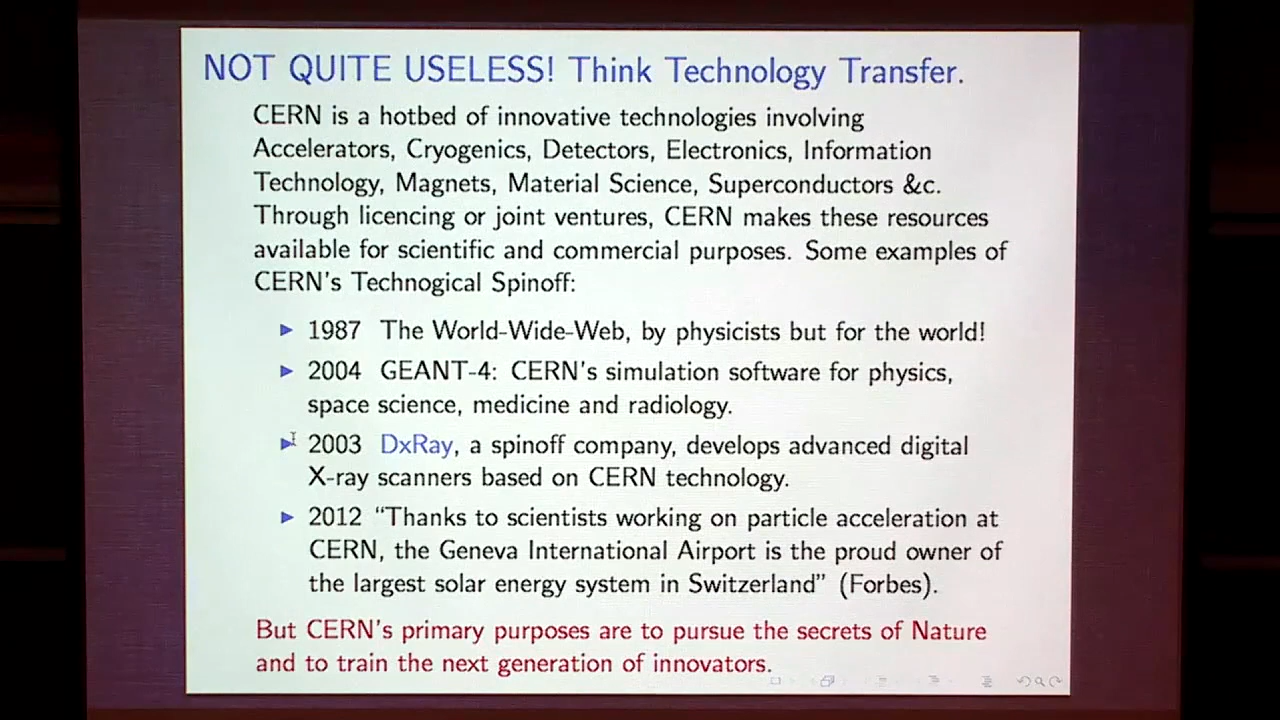 NOT QUITE USELESS! Think Technology Transfer.
CERN is a hotbed of innovative technologies involving
Accelerators, Cryogenics, Detectors, Electronics, Information
Technology, Magnets, Material Science, Superconductors &c.
Through licencing or joint ventures, CERN makes these resources
available for scientific and commercial purposes. Some examples of
CERN's Technogical Spinoff:
1987 The World-Wide-Web, by physicists but for the world!
2004 GEANT-4: CERN's simulation software for physics,
space science, medicine and radiology.
2003 DxRay, a spinoff company, develops advanced digital
X-ray scanners based on CERN technology.
2012 “Thanks to scientists working on particle acceleration at
CERN, the Geneva International Airport is the proud owner of
the largest solar energy system in Switzerland” (Forbes).
But CERN's primary purposes are to pursue the secrets of Nature
and to train the next generation of innovators.